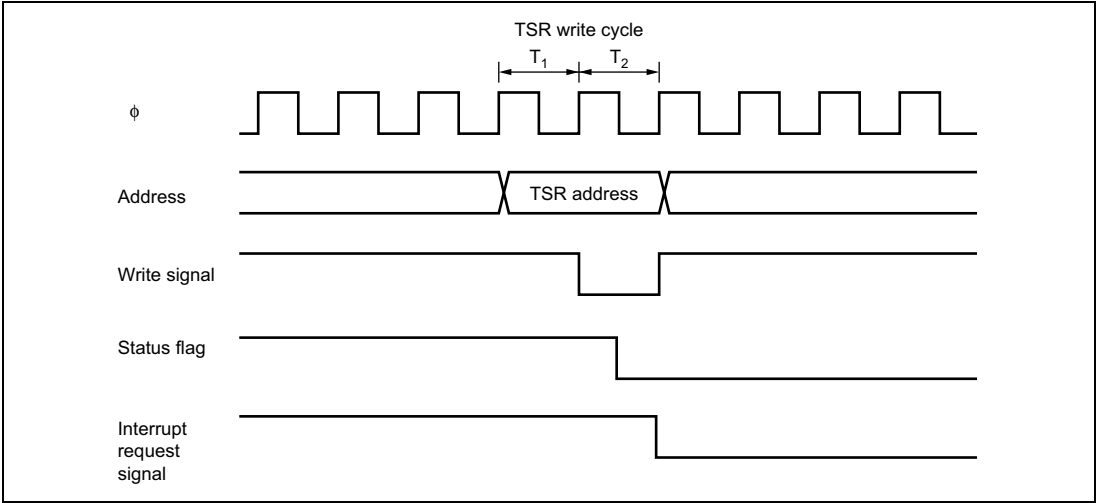 TSR write cycle
T1 T2
ϕ
Address
TSR address
Write signal
Status flag
Interrupt
request
signal